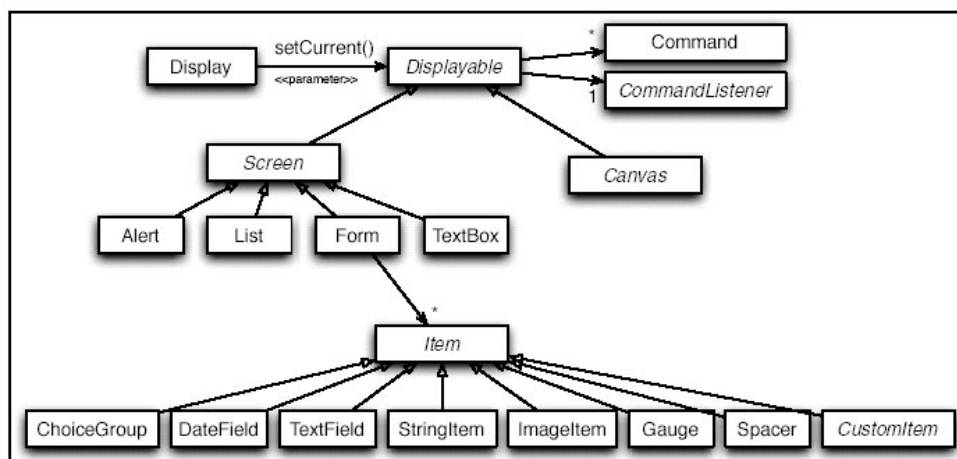 setCurrent()
<<parameter>>
Display
Displayable
*
Command
1
CommandListener
Screen
Canvas
Alert
List
Form
TextBox
*
Item
ChoiceGroup
DateField
TextField
StringItem
ImageItem
Gauge
Spacer
CustomItem